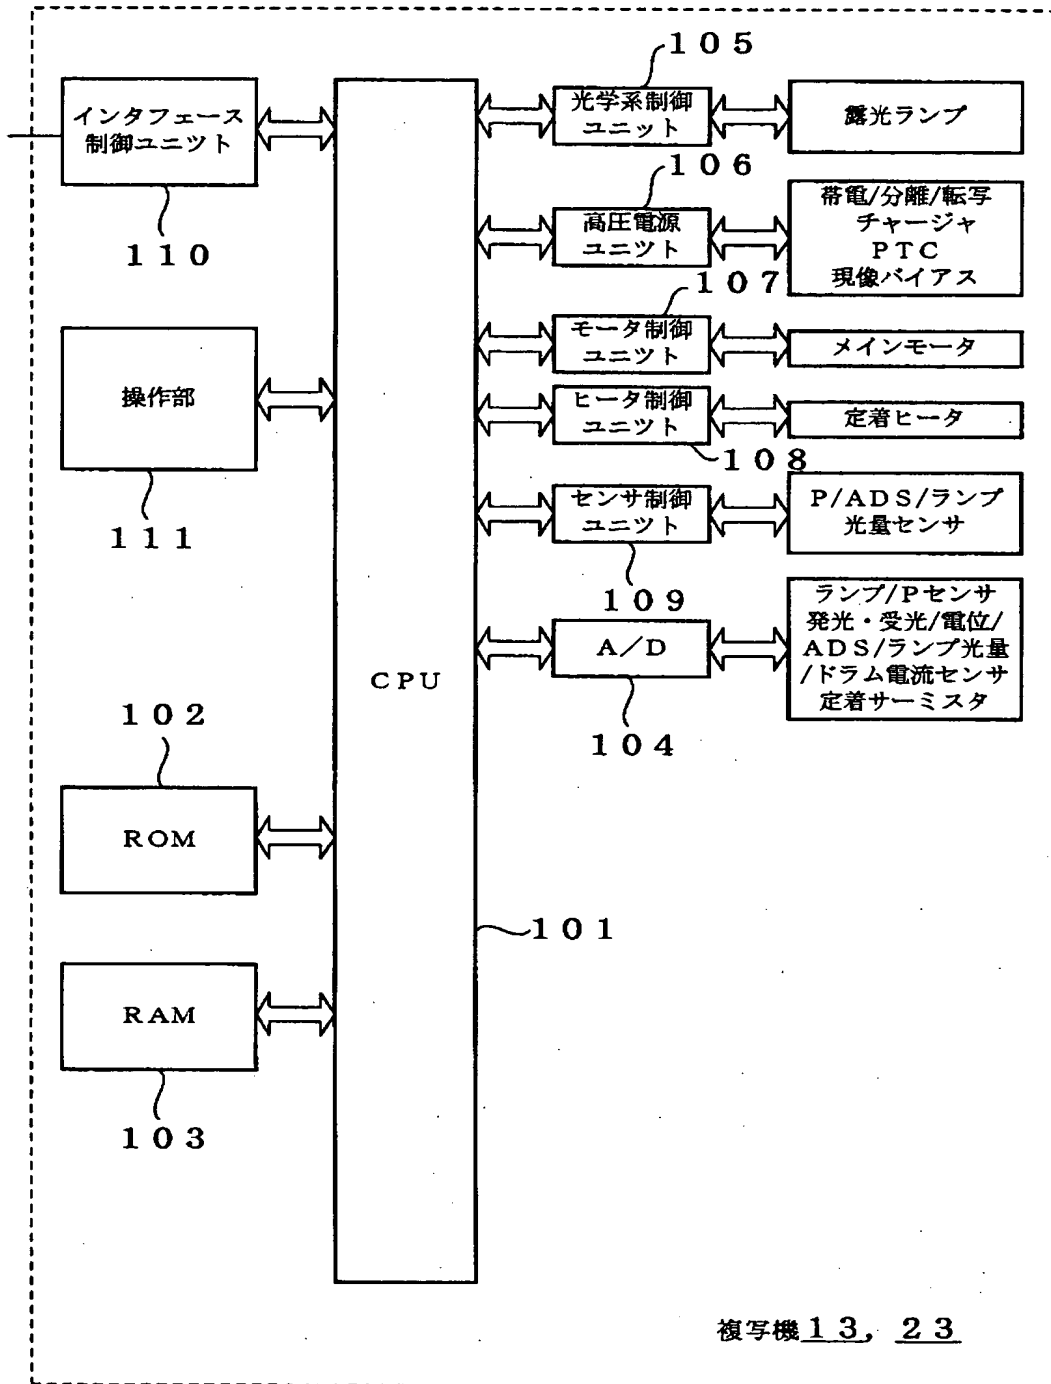 インタフェース
制御ユニット
110
操作部
111
102
ROM
RAM
103
CPU
101
105
光学系制御
ユニット
露光ランプ
106
高圧電源
ユニット
帯電/分離/転写
チャージャ
PTC
現像バイアス
107
モータ制御
ユニット
メインモータ
ヒータ制御
ユニット
108
定着ヒータ
センサ制御
ユニット
109
P/ADS/ランプ
光量センサ
A/D
104
ランプ/Pセンサ
発光・受光/電位/
ADS/ランプ光量
/ドラム電流センサ
定着サーミスタ
複写機13, 23